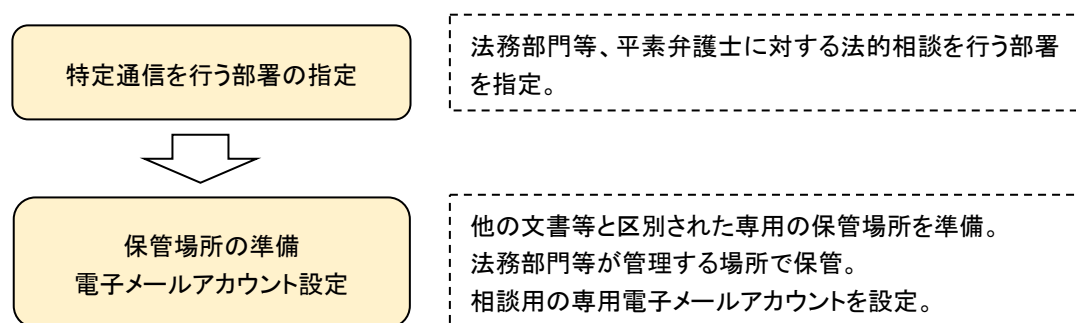 特定通信を行う部署の指定
法務部門等、平素弁護士に対する法的相談を行う部署
を指定。
保管場所の準備
電子メールアカウント設定
他の文書等と区別された専用の保管場所を準備。
法務部門等が管理する場所で保管。
相談用の専用電子メールアカウントを設定。